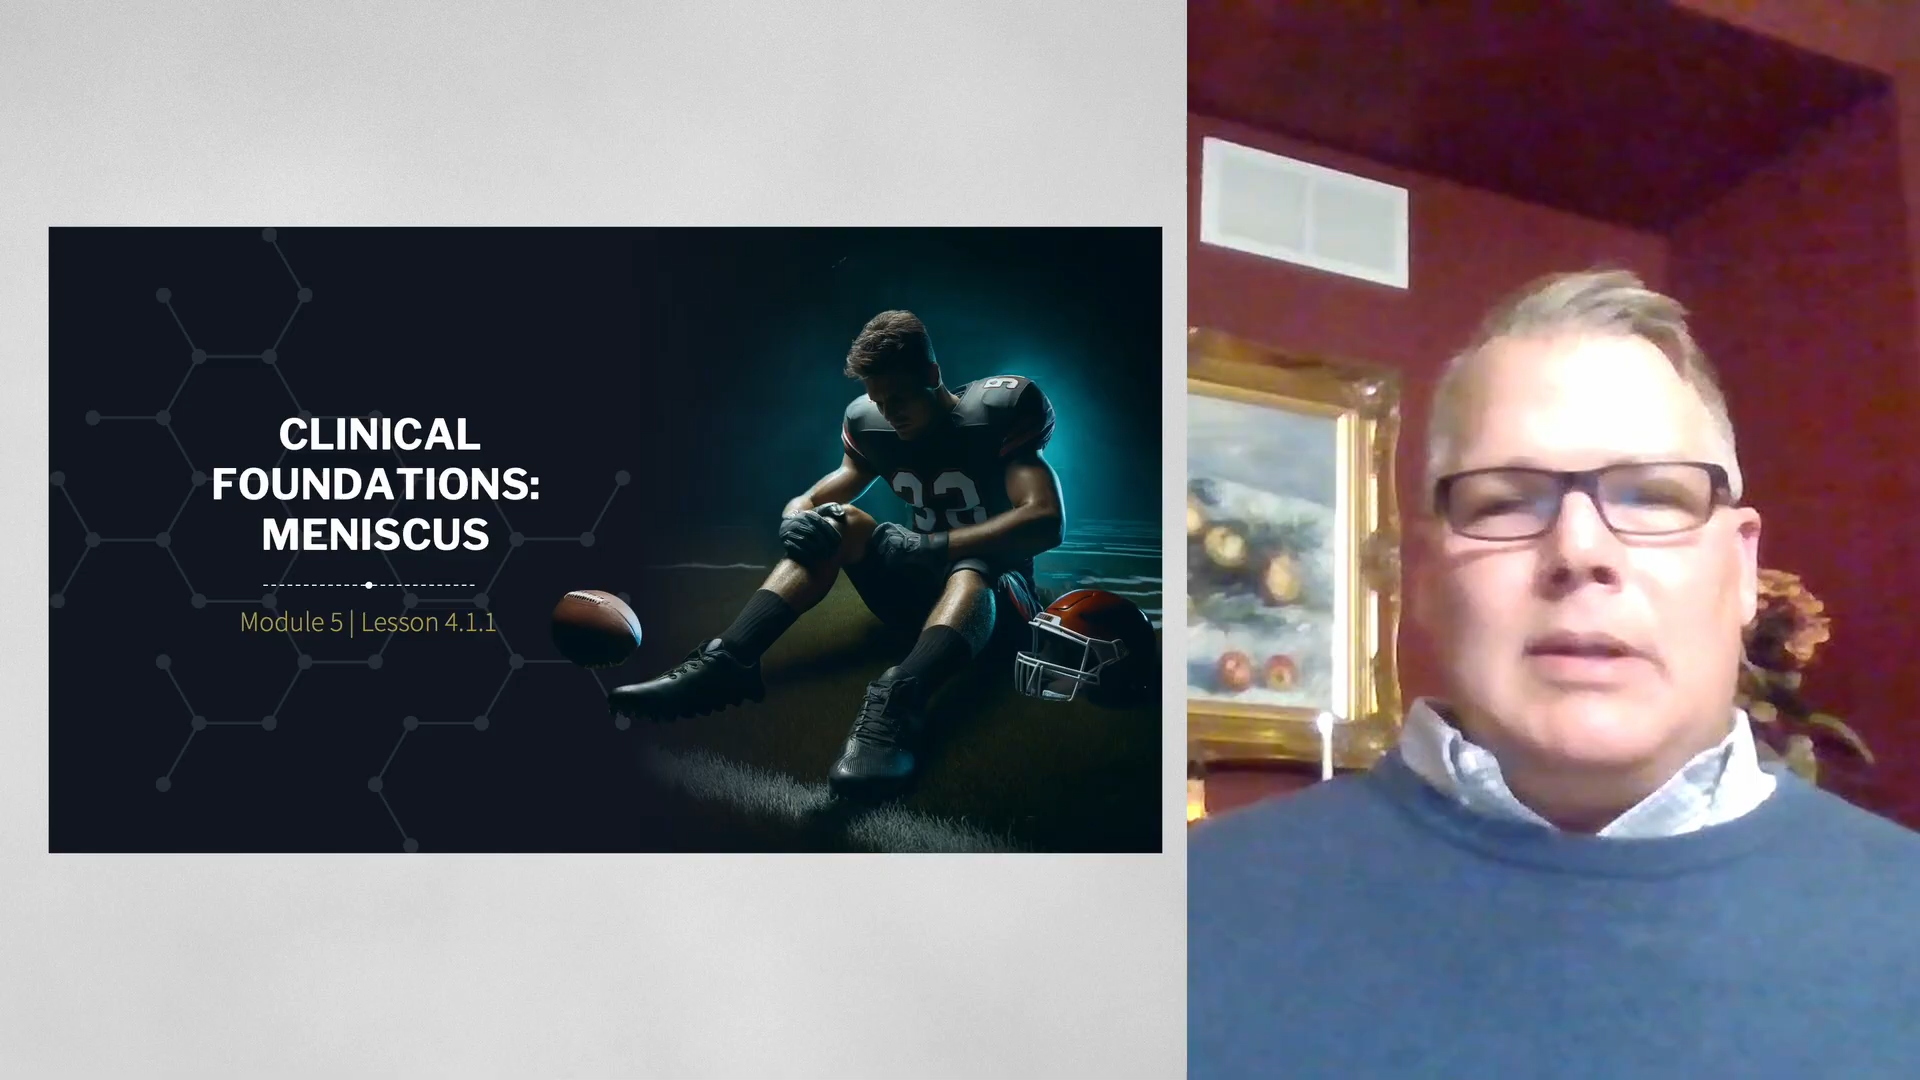 CLINICAL
FOUNDATIONS:
MENISCUS
Module 5 | Lesson 4.1.1